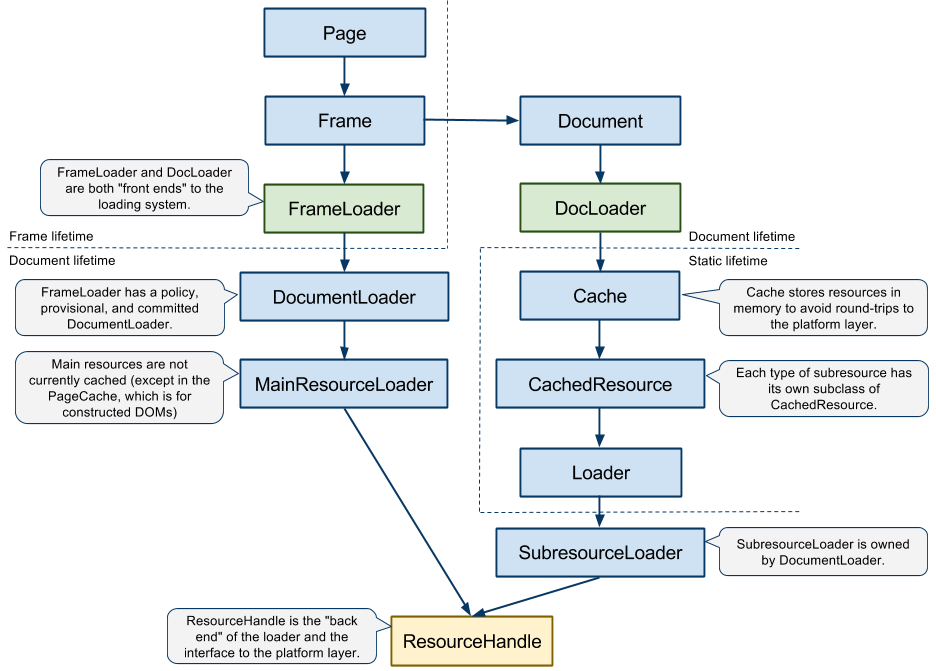 Page
Frame
Document
FrameLoader and DocLoader
are both "front ends" to the
loading system.
FrameLoader
DocLoader
Frame lifetime
Document lifetime
Document lifetime
Static lifetime
FrameLoader has a policy,
provisional, and committed
DocumentLoader.
DocumentLoader
Cache
Cache stores resources in
memory to avoid round-trips to
the platform layer.
Main resources are not
currently cached (except in the
PageCache, which is for
constructed DOMs)
MainResourceLoader
CachedResource
Each type of subresource has
its own subclass of
CachedResource.
Loader
SubresourceLoader
SubresourceLoader is owned
by DocumentLoader.
ResourceHandle is the "back
end" of the loader and the
interface to the platform layer.
ResourceHandle